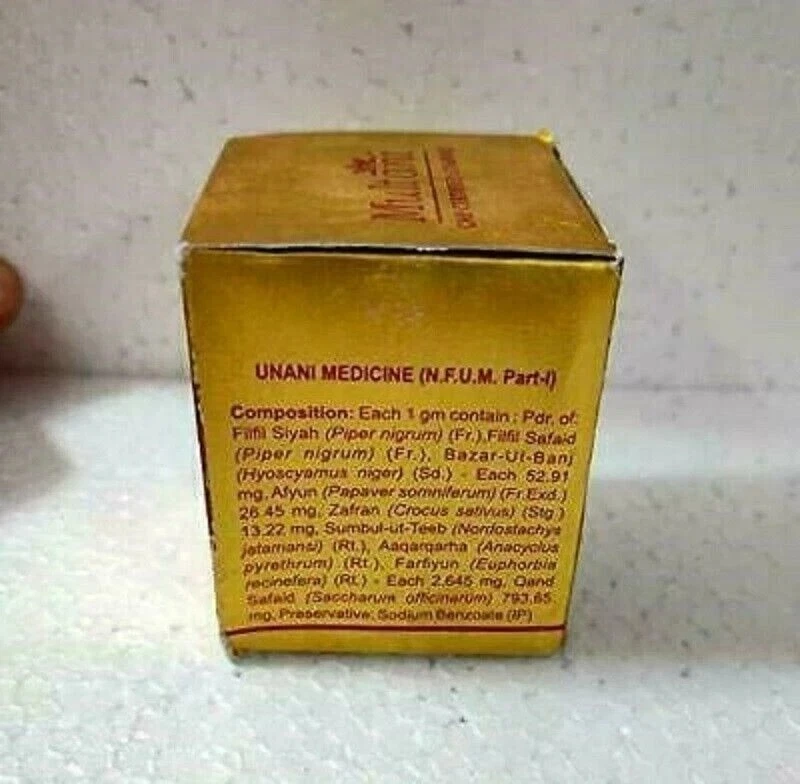 UNANI MEDICINE (N.F.U.M. Part-I)
Composition: Each 1 gm contain : Pdr. of:
Filfil Siyah (Piper nigrum) (Fr.),Filfil Safaid
(Piper nigrum) (Fr.), Bazar-Ut-Banj
(Hyoscyamus niger) (Sd.) - Each 52.91
mg, Afyun (Papaver somniferum) (Fr.Exd.)
26.45 mg, Zafran (Crocus sativus) (Stg.)
13.22 mg, Sumbul-ut-Teeb (Nordostachys
jatamansi) (Rt.), Aaqarqarha (Anacyolus
pyrethrum) (Rt.), Farfiyun (Euphorbia
recinefera) (Rt.) - Each 2.645 mg, Qand
Safaid (Saccharum officinarum) 793.65
mg, Preservative: Sodium Benzoate (IP)